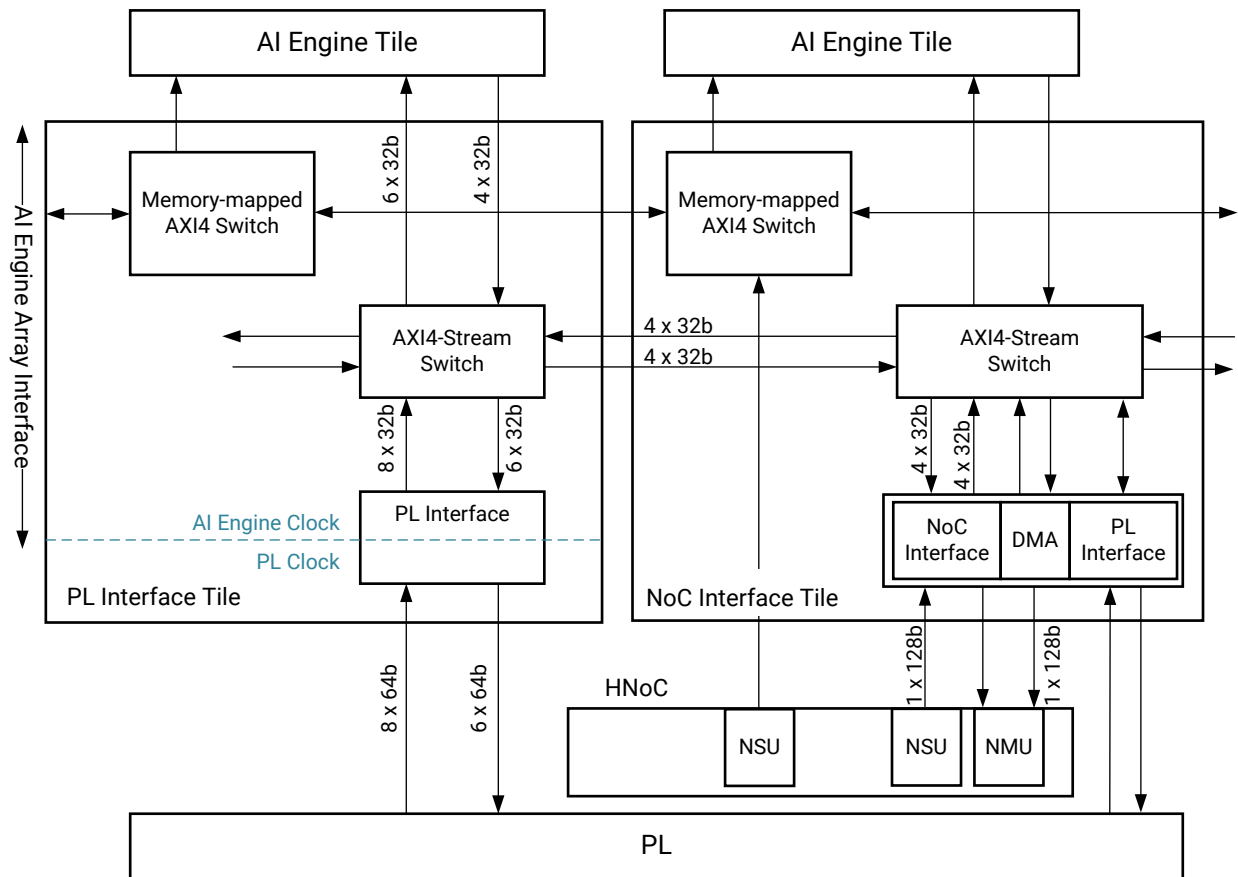 AI Engine Tile
AI Engine Tile
6 x 32b
4 x 32b
Memory-mapped
AXI4 Switch
Memory-mapped
AXI4 Switch
AI Engine Array Interface
AXI4-Stream
Switch
4 x 32b
4 x 32b
AXI4-Stream
Switch
8 x 32b
6 x 32b
4 x 32b
4 x 32b
PL Interface
AI Engine Clock
PL Clock
NoC
Interface
DMA
PL
Interface
PL Interface Tile
NoC Interface Tile
8 x 64b
6 x 64b
1 x 128b
1 x 128b
HNoC
NSU
NSU
NMU
PL